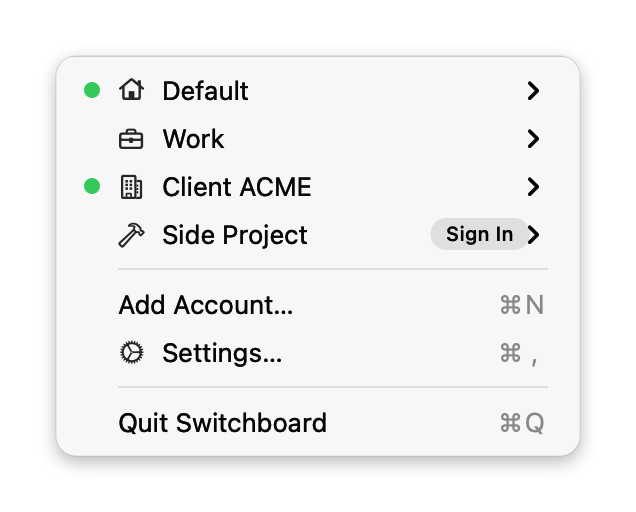 Default
Work
Client ACME
Side Project Sign In
Add Account... ⌘N
Settings... ⌘ ,
Quit Switchboard ⌘Q